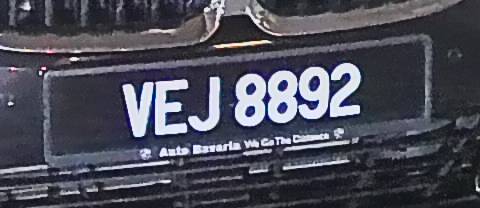 VEJ 8892
Auto Bavaria We Go The Distance